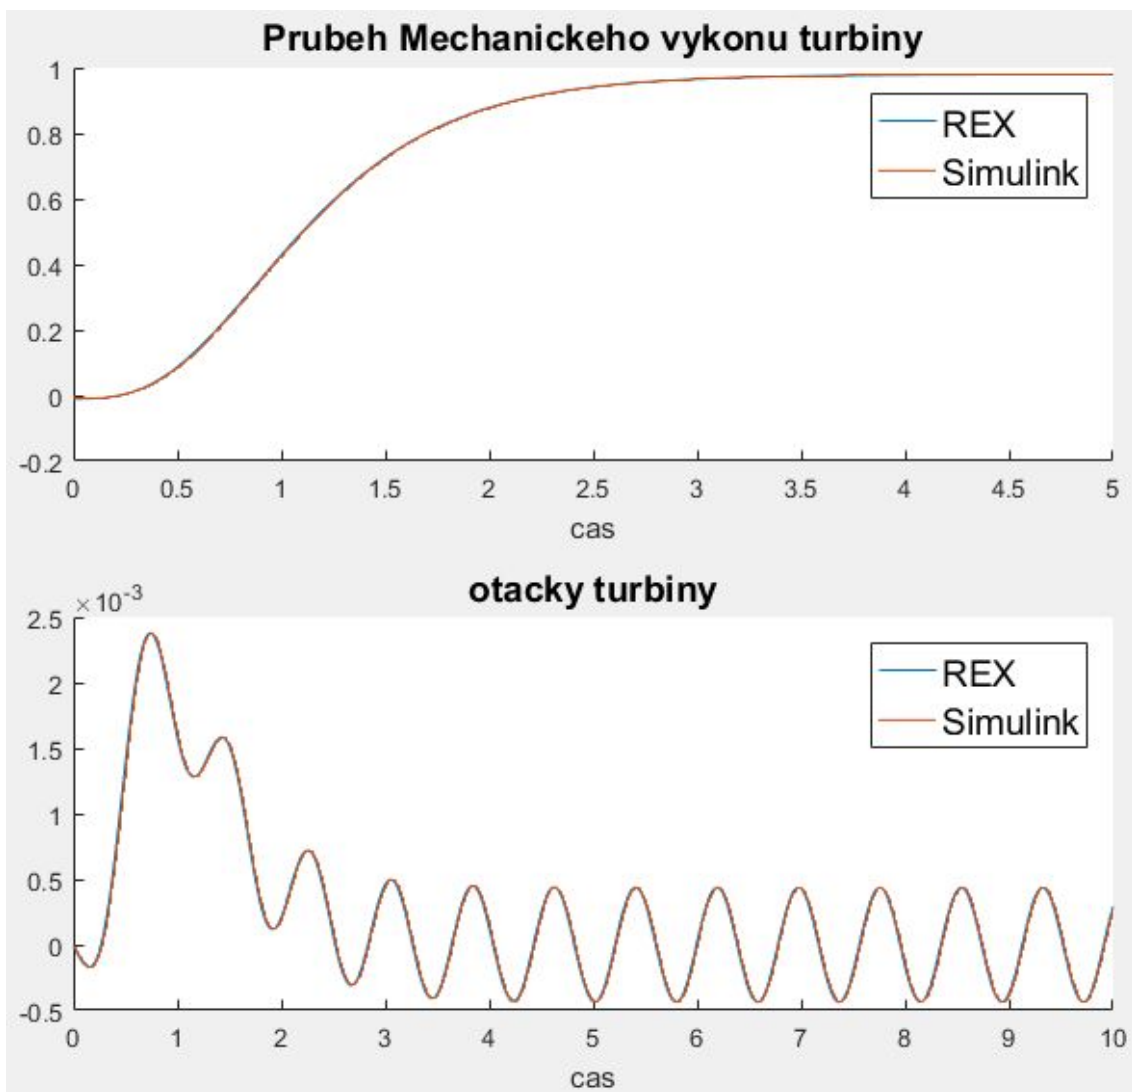 Prubeh Mechanickeho vykonu turbiny
1
0.8
0.6
0.4
0.2
0
-0.2
REX
Simulink
0 0.5 1 1.5 2 2.5 3 3.5 4 4.5 5
cas
otacky turbiny
×10-3
2.5
2
1.5
1
0.5
0
-0.5
REX
Simulink
0 1 2 3 4 5 6 7 8 9 10
cas